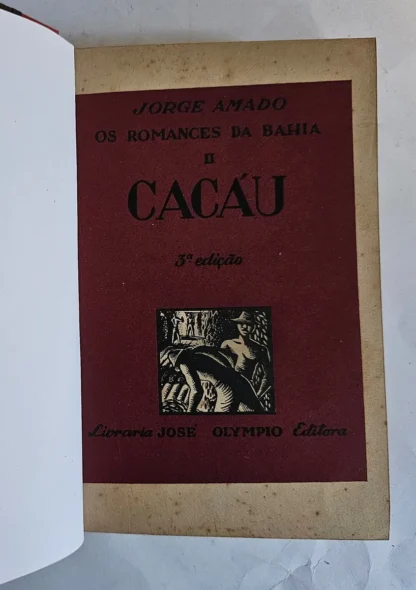 JORGE AMADO
OS ROMANCES DA BAHIA
II
CACÁU
3ª edição
Livraria JOSÉ OLYMPIO Editora